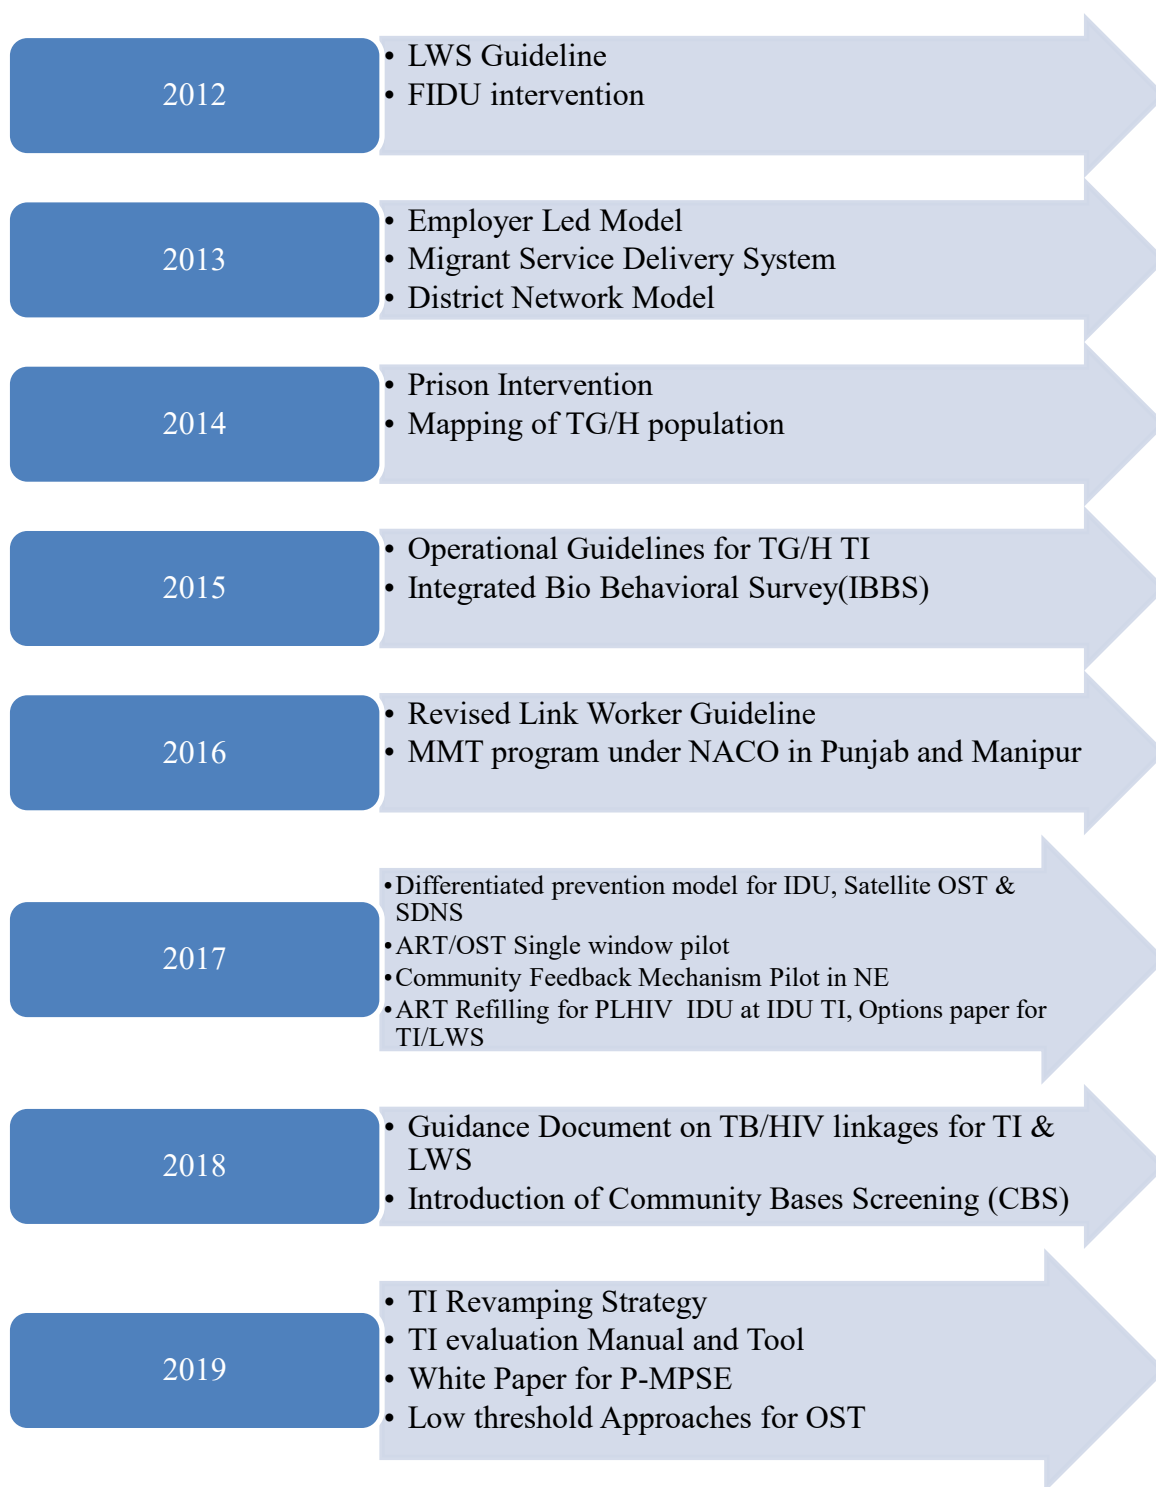 2012
• LWS Guideline
• FIDU intervention
2013
• Employer Led Model
• Migrant Service Delivery System
• District Network Model
2014
• Prison Intervention
• Mapping of TG/H population
2015
• Operational Guidelines for TG/H TI
• Integrated Bio Behavioral Survey(IBBS)
2016
• Revised Link Worker Guideline
• MMT program under NACO in Punjab and Manipur
2017
• Differentiated prevention model for IDU, Satellite OST &
SDNS
• ART/OST Single window pilot
• Community Feedback Mechanism Pilot in NE
• ART Refilling for PLHIV IDU at IDU TI, Options paper for
TI/LWS
2018
• Guidance Document on TB/HIV linkages for TI &
LWS
• Introduction of Community Bases Screening (CBS)
2019
• TI Revamping Strategy
• TI evaluation Manual and Tool
• White Paper for P-MPSE
• Low threshold Approaches for OST